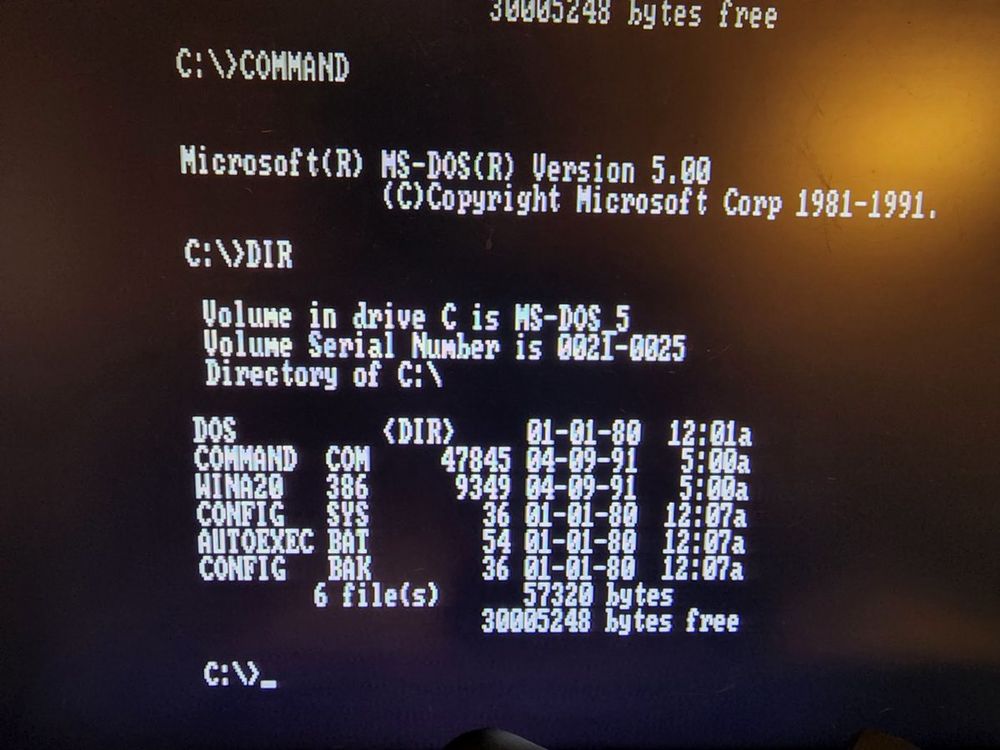 30005248 bytes free
C:\>COMMAND
Microsoft(R) MS-DOS(R) Version 5.00
(C)Copyright Microsoft Corp 1981-1991.
C:\>DIR
Volume in drive C is MS-DOS_5
Volume Serial Number is 0021-0025
Directory of C:\
DOS <DIR> 01-01-80 12:01a
COMMAND COM 47845 04-09-91 5:00a
WINA20 386 9349 04-09-91 5:00a
CONFIG SYS 36 01-01-80 12:07a
AUTOEXEC BAT 54 01-01-80 12:07a
CONFIG BAK 36 01-01-80 12:07a
6 file(s) 57320 bytes
30005248 bytes free
C:\>_